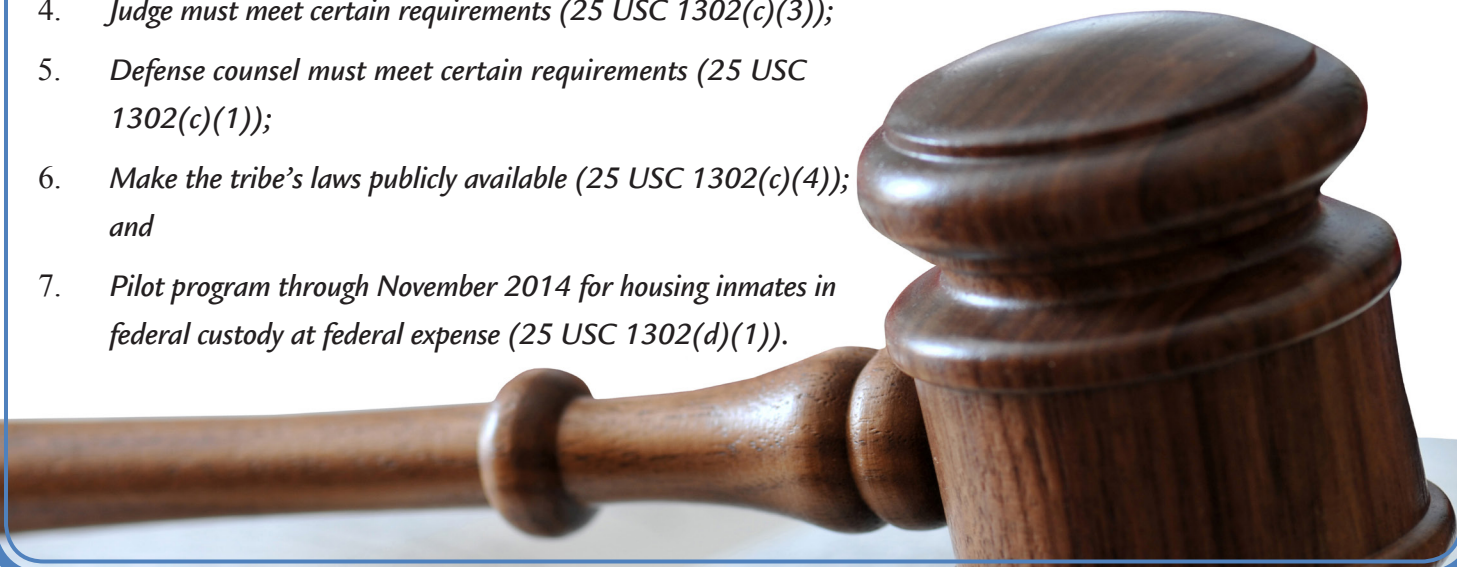 4. Judge must meet certain requirements (25 USC 1302(c)(3));
5. Defense counsel must meet certain requirements (25 USC
1302(c)(1));
6. Make the tribe's laws publicly available (25 USC 1302(c)(4));
and
7. Pilot program through November 2014 for housing inmates in
federal custody at federal expense (25 USC 1302(d)(1)).